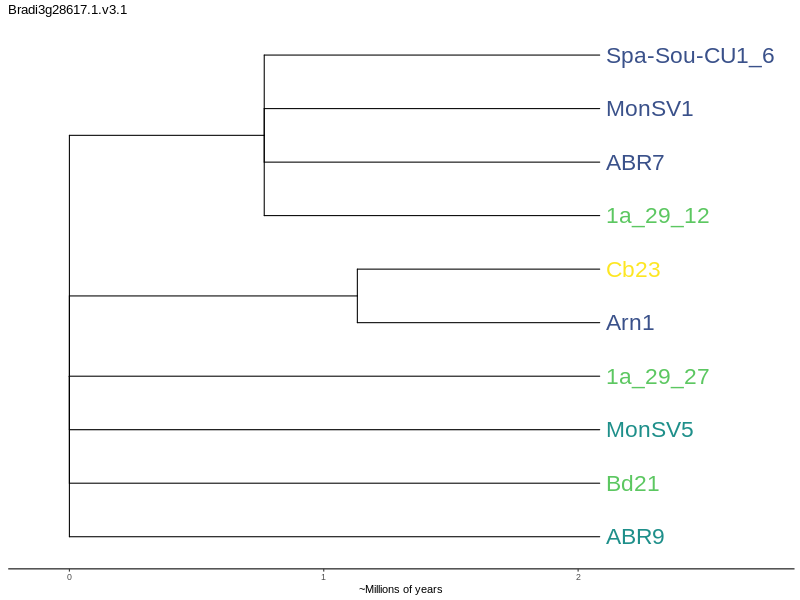 Bradi3g28617.1.v3.1
Spa-Sou-CU1_6
MonSV1
ABR7
1a_29_12
Cb23
Arn1
1a_29_27
MonSV5
Bd21
ABR9
0 1 2
~Millions of years